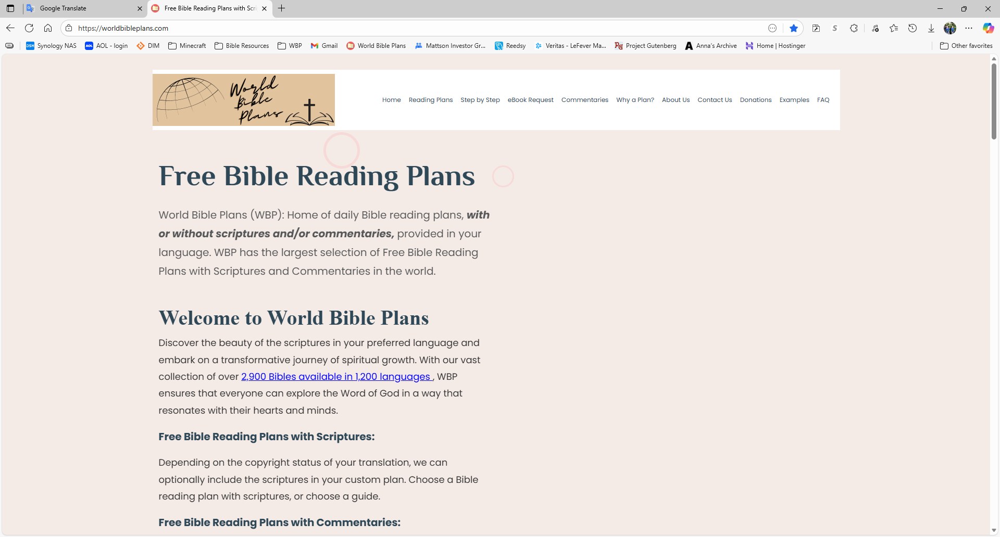 Google Translate
Free Bible Reading Plans with Scri
https://worldbibleplans.com
Synology NAS
AOL - login
DIM
Minecraft
Bible Resources
WBP
Gmail
World Bible Plans
Mattson Investor Gr...
Reedsy
Veritas - LeFever Ma...
Project Gutenberg
Anna's Archive
Home | Hostinger
Other favorites
World
Bible
Plans
Home Reading Plans Step by Step eBook Request Commentaries Why a Plan? About Us Contact Us Donations Examples FAQ
Free Bible Reading Plans
World Bible Plans (WBP): Home of daily Bible reading plans, with
or without scriptures and/or commentaries, provided in your
language. WBP has the largest selection of Free Bible Reading
Plans with Scriptures and Commentaries in the world.
Welcome to World Bible Plans
Discover the beauty of the scriptures in your preferred language and
embark on a transformative journey of spiritual growth. With our vast
collection of over 2,900 Bibles available in 1,200 languages , WBP
ensures that everyone can explore the Word of God in a way that
resonates with their hearts and minds.
Free Bible Reading Plans with Scriptures:
Depending on the copyright status of your translation, we can
optionally include the scriptures in your custom plan. Choose a Bible
reading plan with scriptures, or choose a guide.
Free Bible Reading Plans with Commentaries: